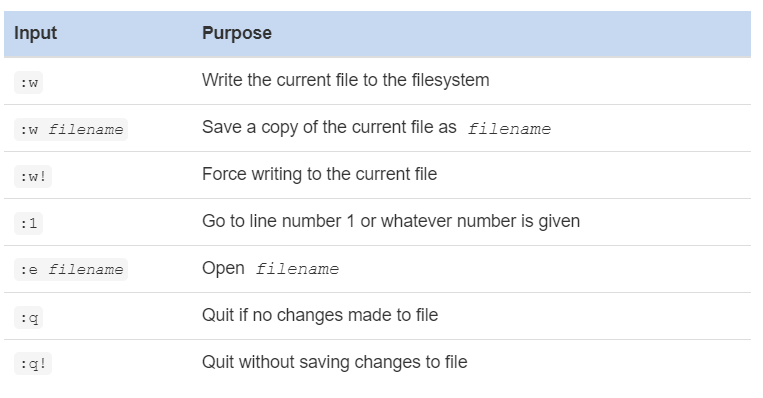 Input Purpose
:w Write the current file to the filesystem
:w filename Save a copy of the current file as filename
:w! Force writing to the current file
:1 Go to line number 1 or whatever number is given
:e filename Open filename
:q Quit if no changes made to file
:q! Quit without saving changes to file